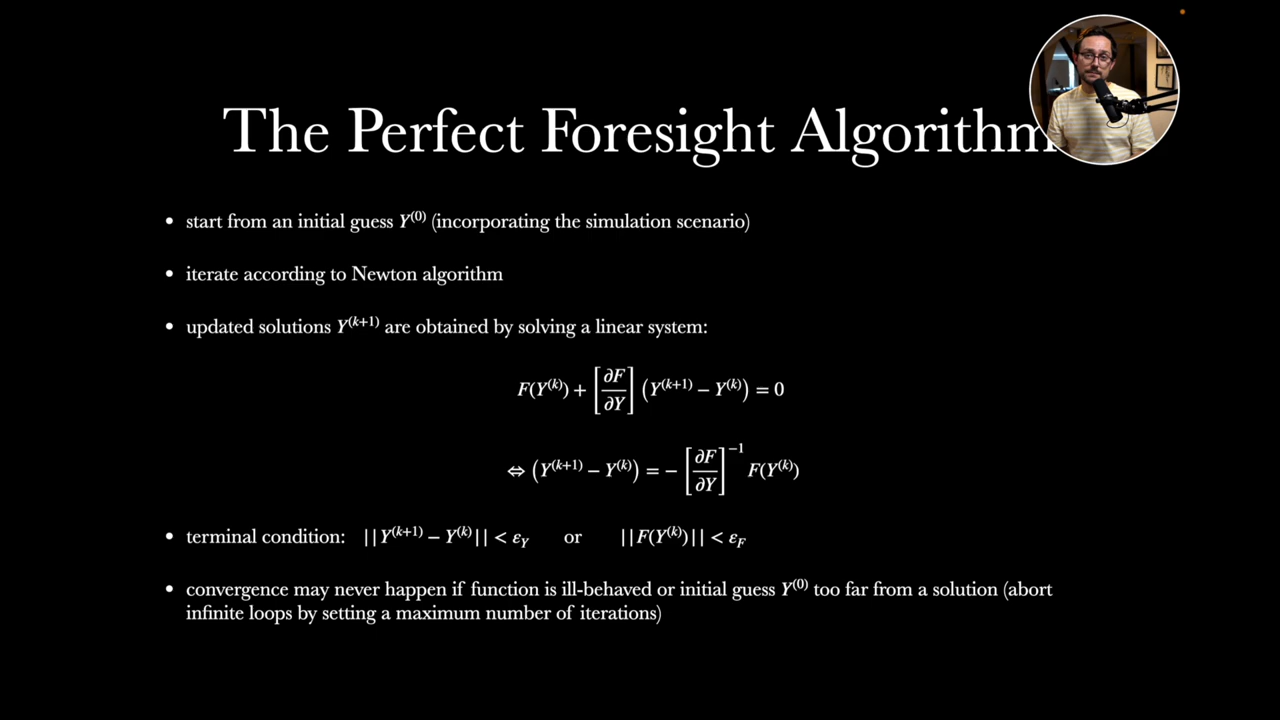 The Perfect Foresight Algorithm
• start from an initial guess Y⁽⁰⁾ (incorporating the simulation scenario)
• iterate according to Newton algorithm
• updated solutions Y⁽ᵏ⁺¹⁾ are obtained by solving a linear system:
F(Y⁽ᵏ⁾) + [∂F/∂Y] (Y⁽ᵏ⁺¹⁾ − Y⁽ᵏ⁾) = 0
⇔ (Y⁽ᵏ⁺¹⁾ − Y⁽ᵏ⁾) = − [∂F/∂Y]⁻¹ F(Y⁽ᵏ⁾)
• terminal condition: ||Y⁽ᵏ⁺¹⁾ − Y⁽ᵏ⁾|| < ε_Y or ||F(Y⁽ᵏ⁾)|| < ε_F
• convergence may never happen if function is ill-behaved or initial guess Y⁽⁰⁾ too far from a solution (abort
infinite loops by setting a maximum number of iterations)